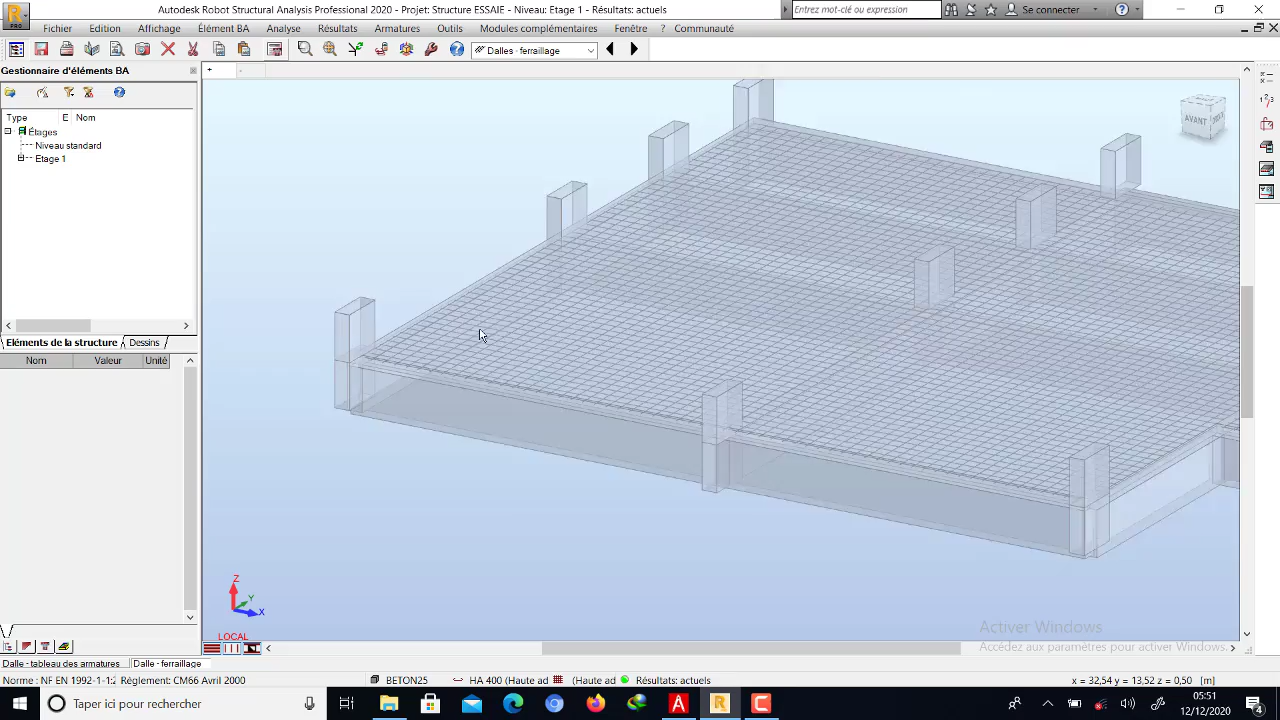 Autodesk Robot Structural Analysis Professional 2020 - Projet: Structure ESSAIE - Niveau: Etage 1 - Résultats: actuels
Entrez mot-clé ou expression
Se connecter
PRO
Fichier Edition Affichage Élément BA Analyse Résultats Armatures Outils Modules complémentaires Fenêtre ? Communauté
Dalles - ferraillage
Gestionnaire d'éléments BA
Type E Nom
Étages
Niveau standard
Etage 1
AVANT
Eléments de la structure Dessins
Nom Valeur Unité
Z
Y
X
LOCAL
Activer Windows
Accédez aux paramètres pour activer Windows.
Dalle - tableau des armatures Dalle - ferraillage
Norme : NF EN 1992-1-1:2 Réglement: CM66 Avril 2000 BETON25 HA 400 (Haute ad (Haute ad Résultats: actuels x = 32,54 y = 13,52 z = 0,50 [m]
Taper ici pour rechercher
05:51
12/12/2020
4